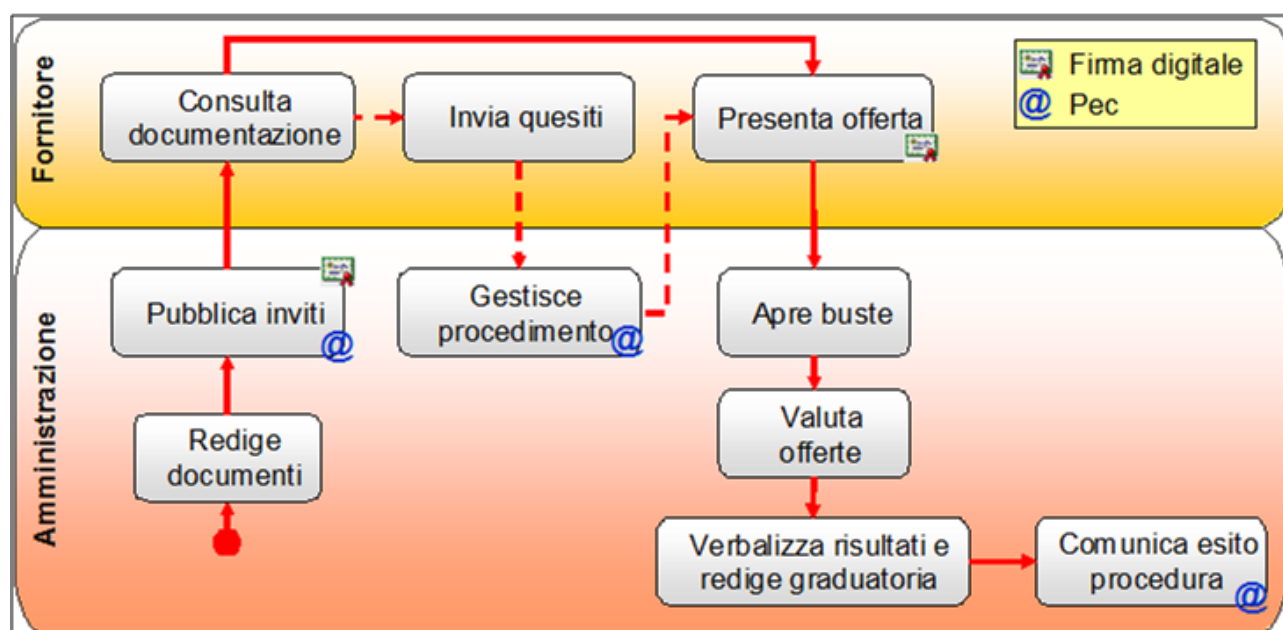 Fornitore
Consulta
documentazione
Invia quesiti
Presenta offerta
Firma digitale
@ Pec
Amministrazione
Pubblica inviti
@
Gestisce
procedimento
@
Apre buste
Redige
documenti
Valuta
offerte
Verbalizza risultati e
redige graduatoria
Comunica esito
procedura
@